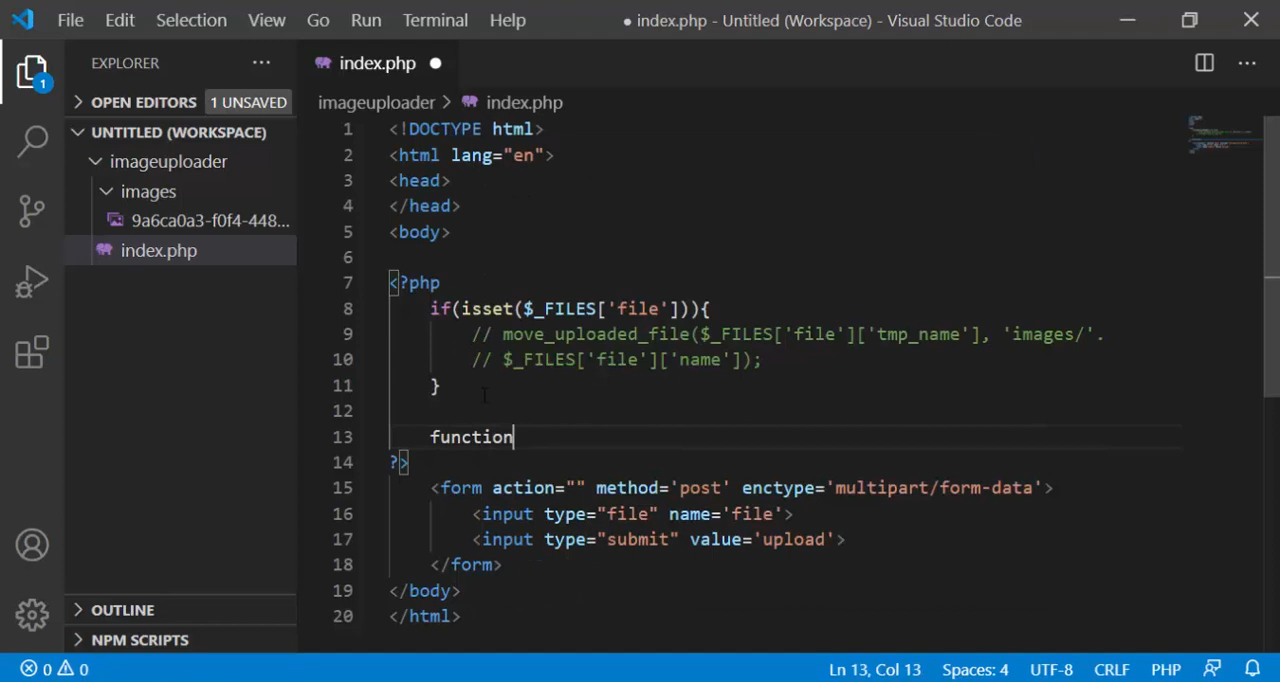 File Edit Selection View Go Run Terminal Help ● index.php - Untitled (Workspace) - Visual Studio Code
EXPLORER ... index.php ●
1
OPEN EDITORS 1 UNSAVED
imageuploader > index.php
UNTITLED (WORKSPACE)
imageuploader
images
9a6ca0a3-f0f4-448...
index.php
1 <!DOCTYPE html>
2 <html lang="en">
3 <head>
4 </head>
5 <body>
6
7 <?php
8 if(isset($_FILES['file'])){
9 // move_uploaded_file($_FILES['file']['tmp_name'], 'images/'.
10 // $_FILES['file']['name']);
11 }
12
13 function
14 ?>
15 <form action="" method='post' enctype='multipart/form-data'>
16 <input type="file" name='file'>
17 <input type="submit" value='upload'>
18 </form>
19 </body>
20 </html>
OUTLINE
NPM SCRIPTS
0 0 Ln 13, Col 13 Spaces: 4 UTF-8 CRLF PHP